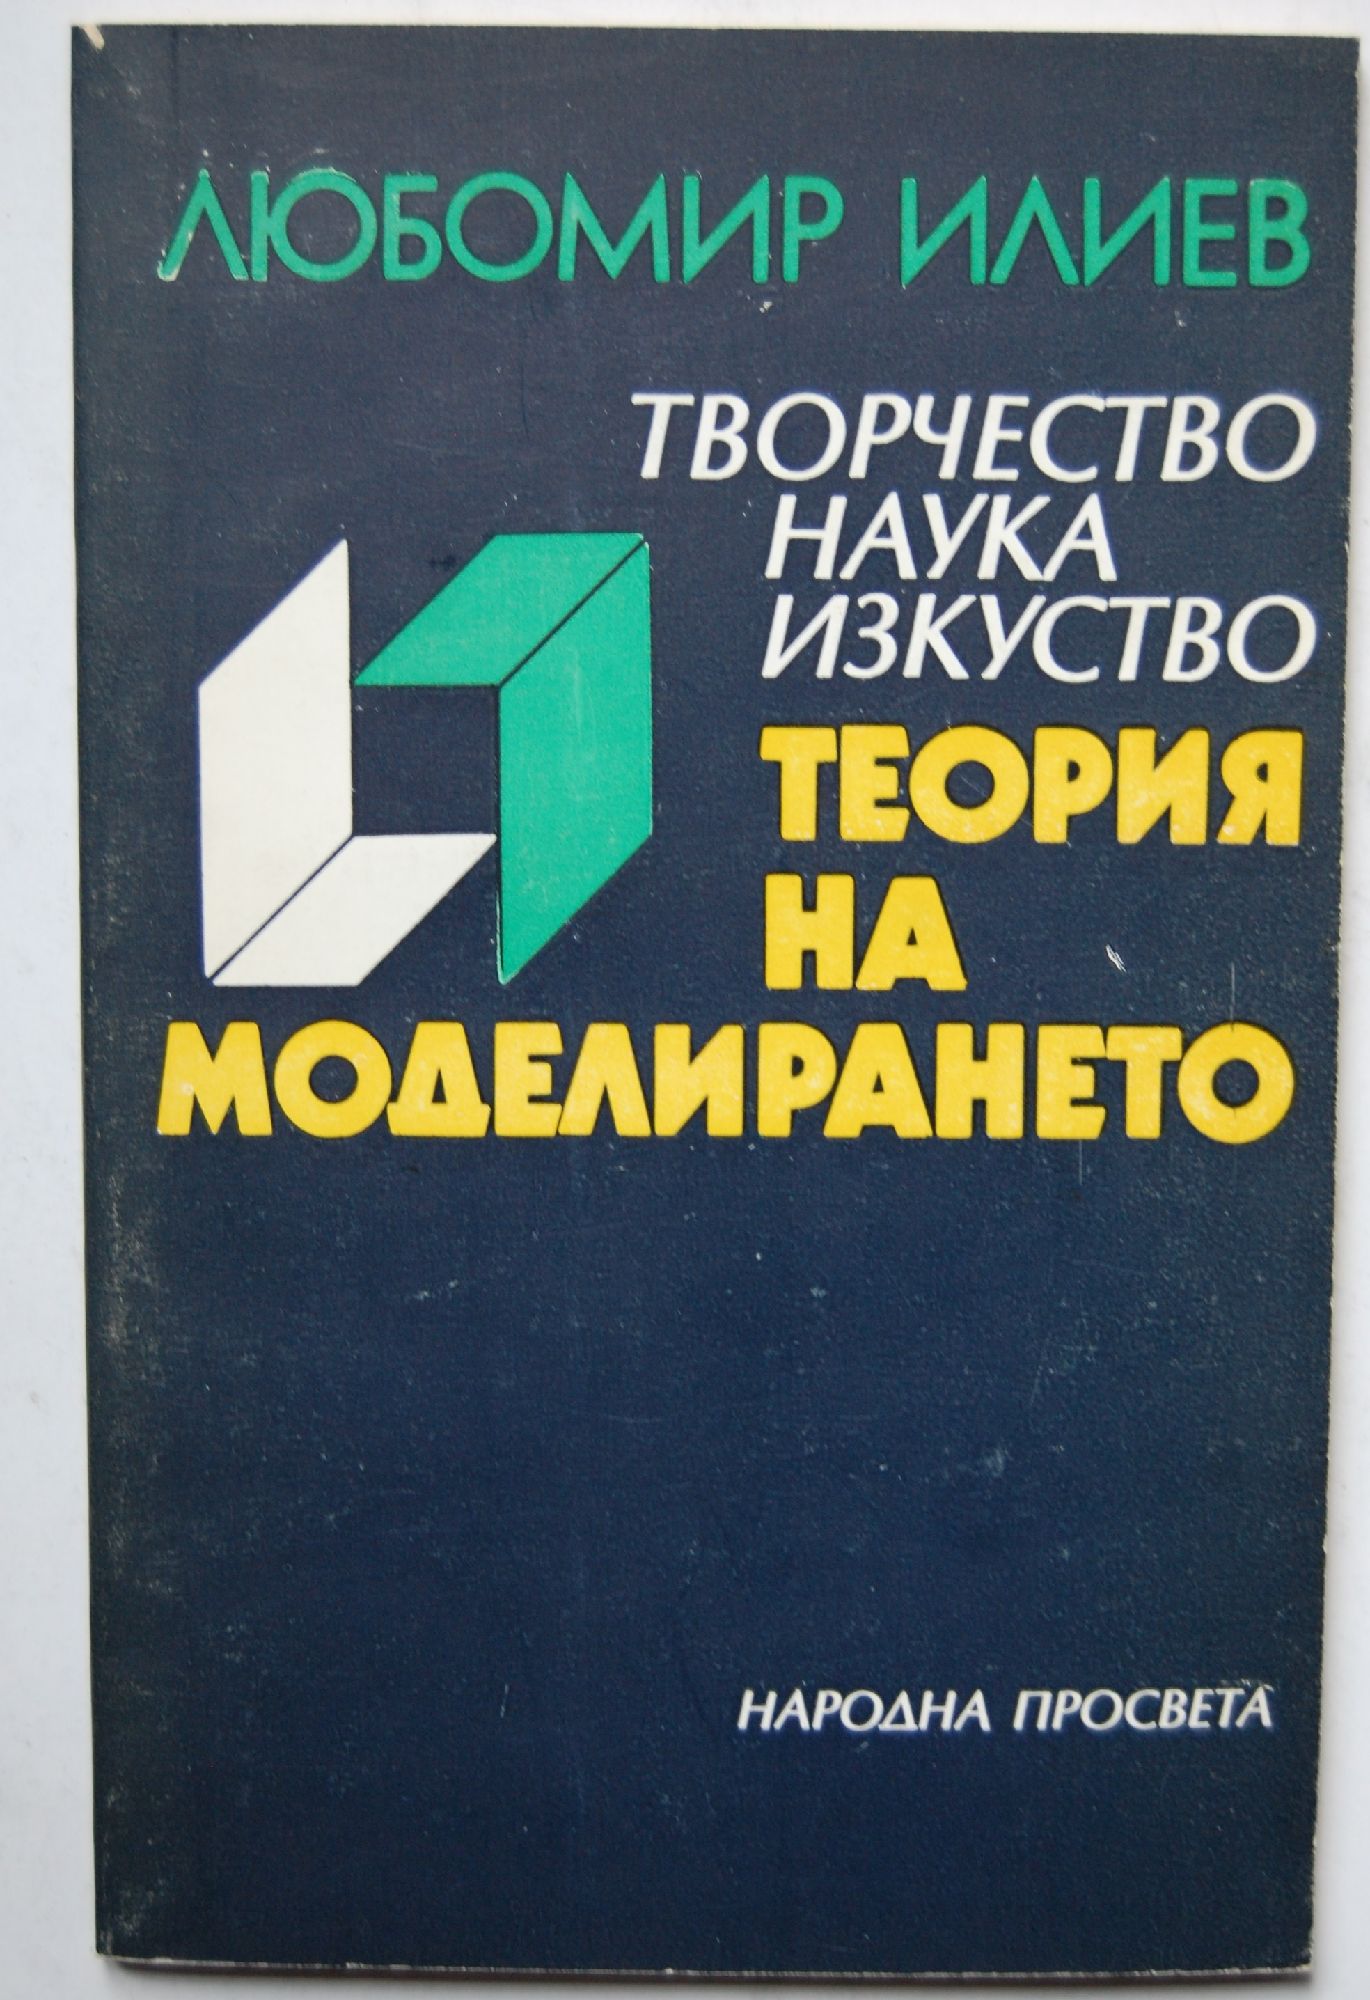 ЛЮБОМИР ИЛИЕВ
ТВОРЧЕСТВО
НАУКА
ИЗКУСТВО
ТЕОРИЯ
НА
МОДЕЛИРАНЕТО
НАРОДНА ПРОСВЕТА